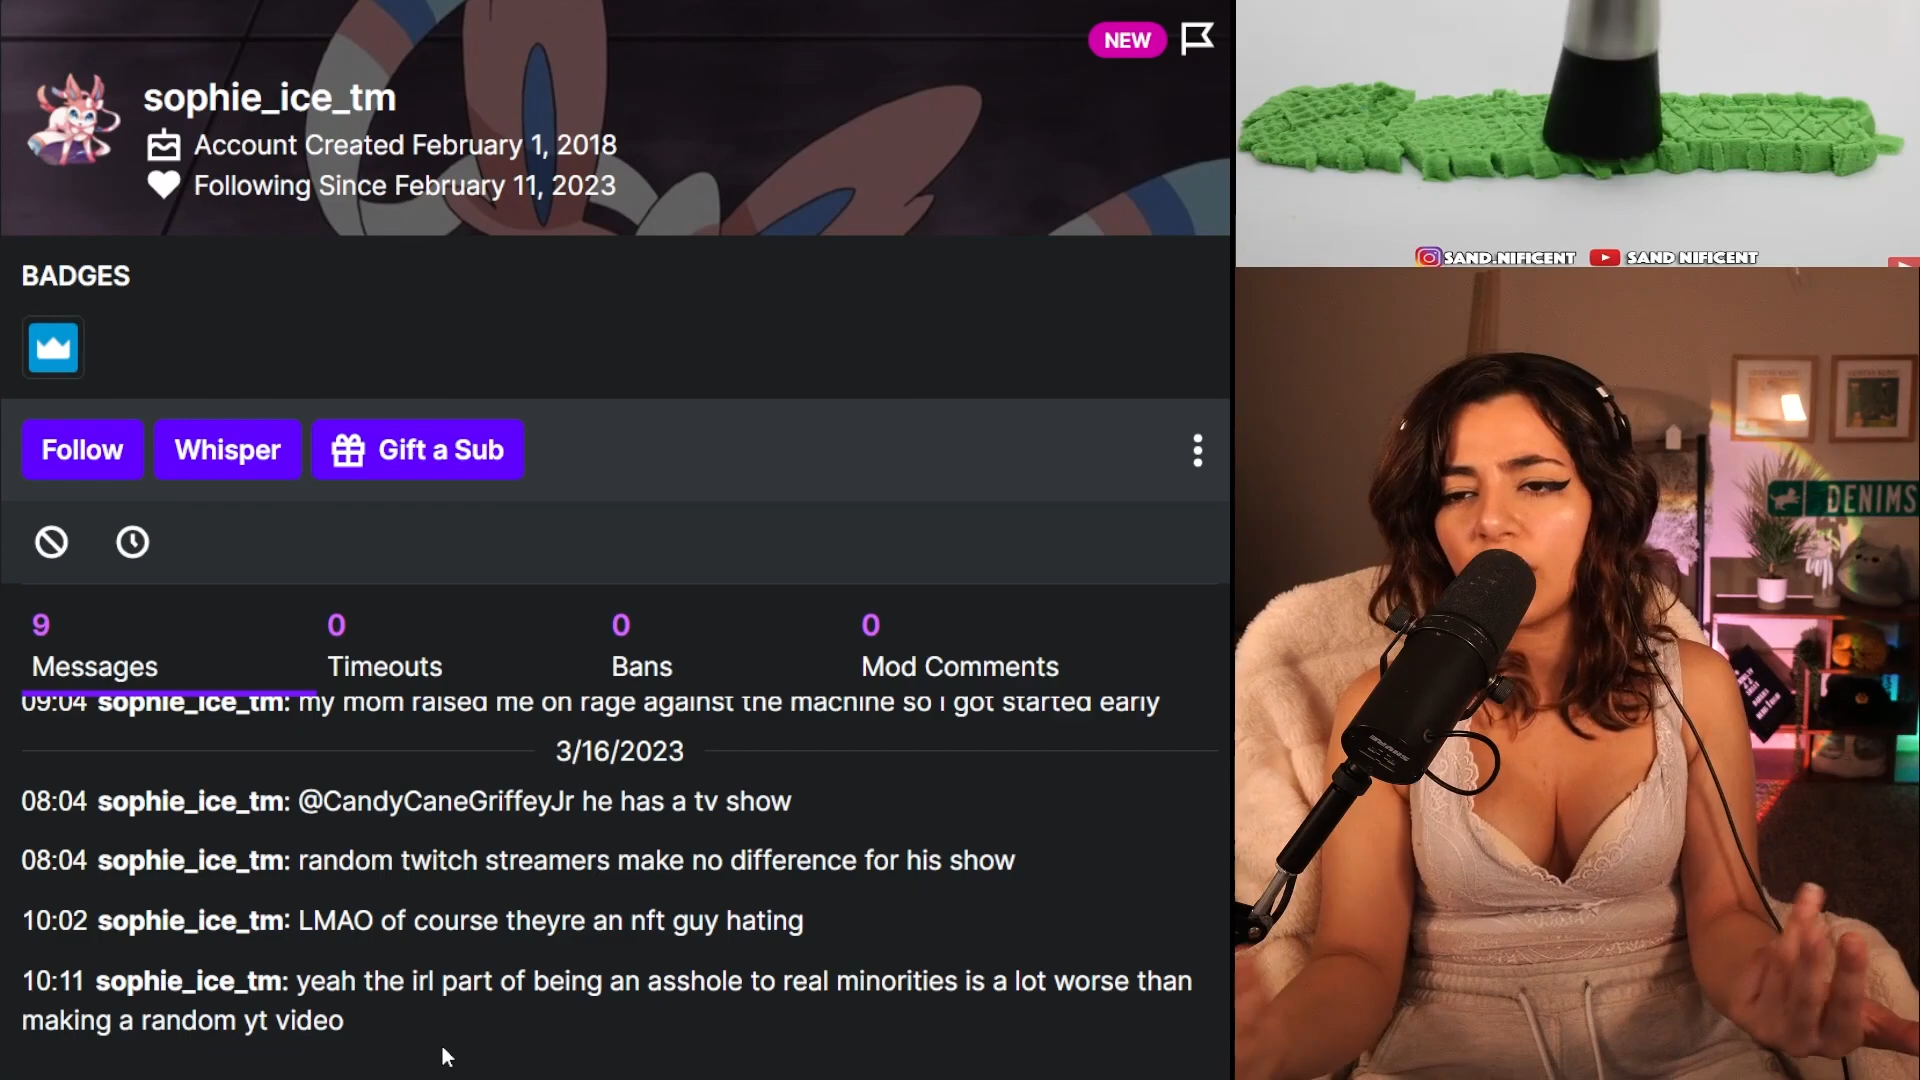 NEW
sophie_ice_tm
Account Created February 1, 2018
Following Since February 11, 2023
BADGES
Follow
Whisper
Gift a Sub
9
0
0
0
Messages
Timeouts
Bans
Mod Comments
09:04 sophie_ice_tm: my mom raised me on rage against the machine so i got started early
3/16/2023
08:04 sophie_ice_tm: @CandyCaneGriffeyJr he has a tv show
08:04 sophie_ice_tm: random twitch streamers make no difference for his show
10:02 sophie_ice_tm: LMAO of course theyre an nft guy hating
10:11 sophie_ice_tm: yeah the irl part of being an asshole to real minorities is a lot worse than
making a random yt video
SAND.NIFICENT
SAND NIFICENT
DENIMS